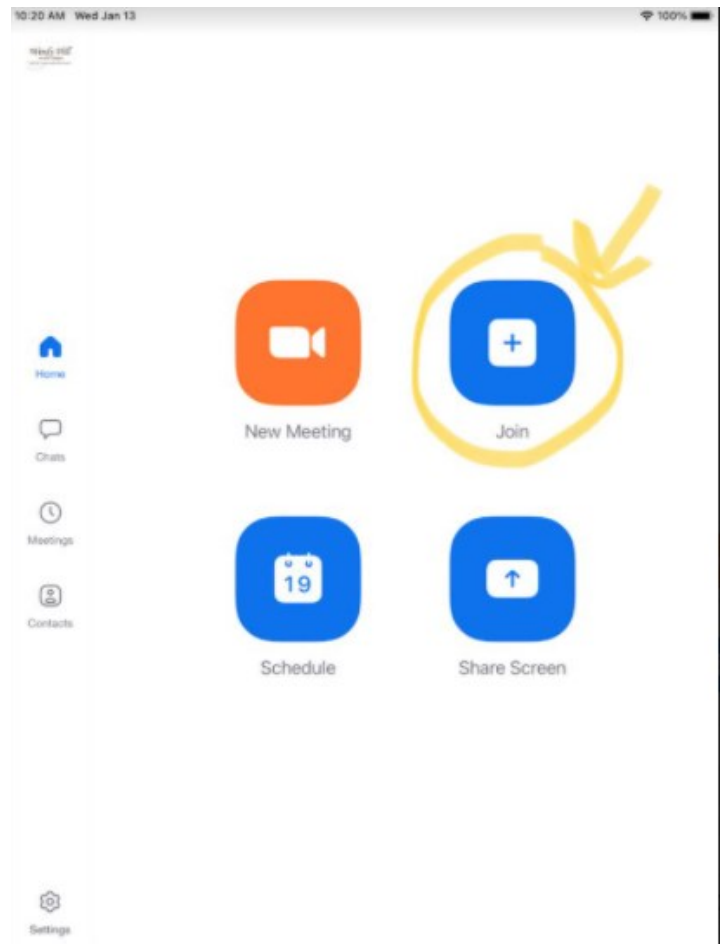 10:20 AM Wed Jan 13
100%
Home
Chats
Meetings
Contacts
Settings
New Meeting
Join
19
Schedule
Share Screen